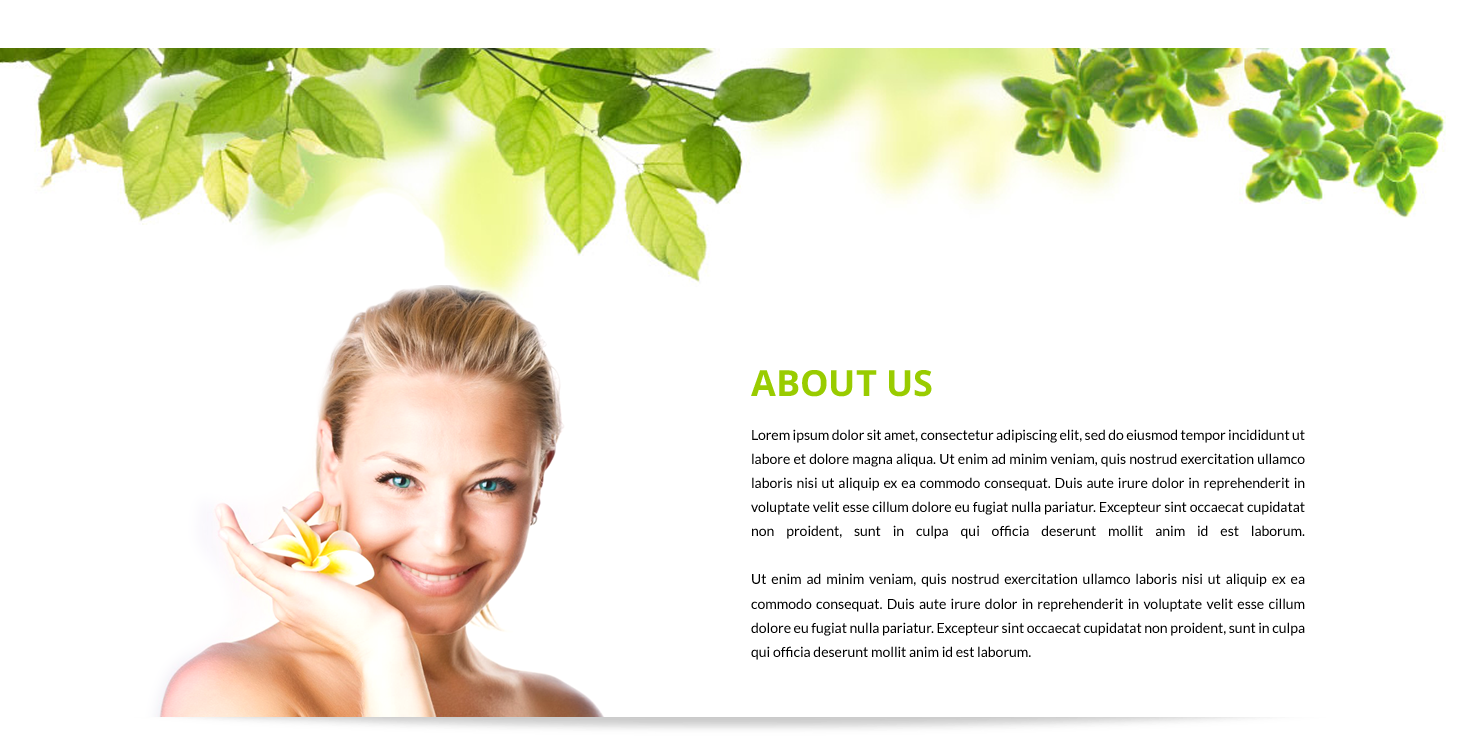 ABOUT US
Lorem ipsum dolor sit amet, consectetur adipiscing elit, sed do eiusmod tempor incididunt ut
labore et dolore magna aliqua. Ut enim ad minim veniam, quis nostrud exercitation ullamco
laboris nisi ut aliquip ex ea commodo consequat. Duis aute irure dolor in reprehenderit in
voluptate velit esse cillum dolore eu fugiat nulla pariatur. Excepteur sint occaecat cupidatat
non proident, sunt in culpa qui officia deserunt mollit anim id est laborum.
Ut enim ad minim veniam, quis nostrud exercitation ullamco laboris nisi ut aliquip ex ea
commodo consequat. Duis aute irure dolor in reprehenderit in voluptate velit esse cillum
dolore eu fugiat nulla pariatur. Excepteur sint occaecat cupidatat non proident, sunt in culpa
qui officia deserunt mollit anim id est laborum.